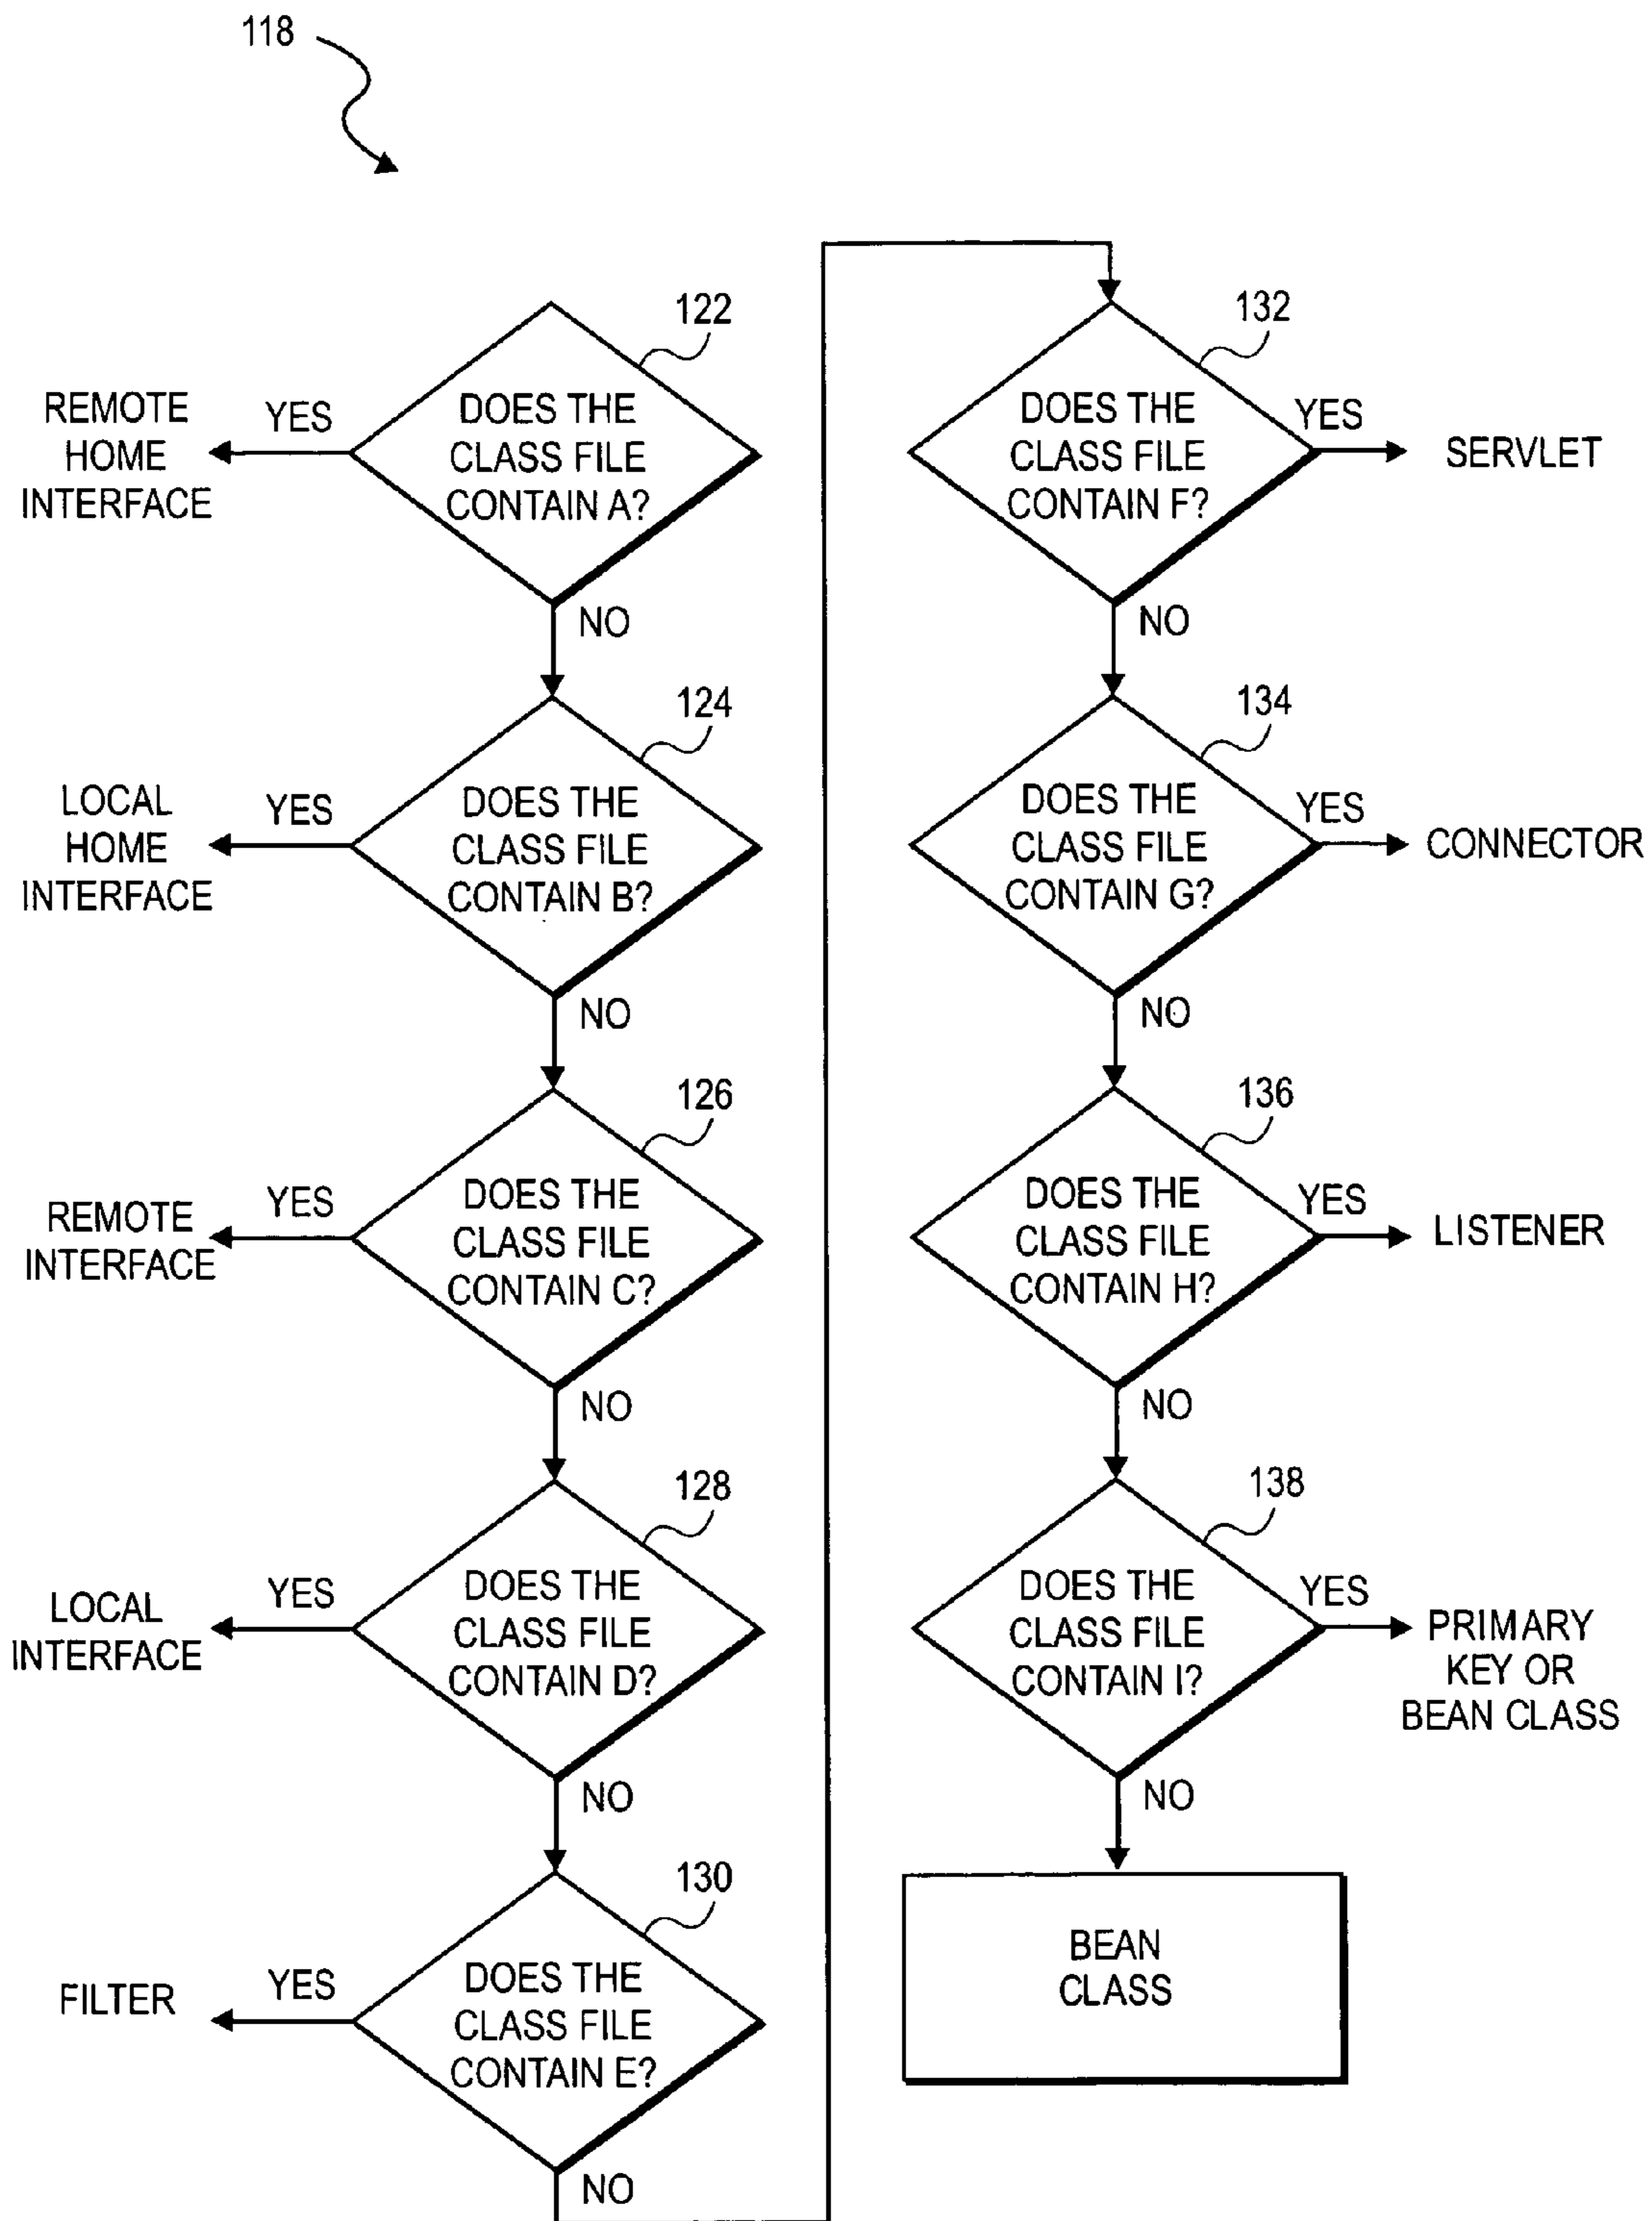 118
122
REMOTE
HOME
INTERFACE
YES
DOES THE
CLASS FILE
CONTAIN A?
NO
124
LOCAL
HOME
INTERFACE
YES
DOES THE
CLASS FILE
CONTAIN B?
NO
126
REMOTE
INTERFACE
YES
DOES THE
CLASS FILE
CONTAIN C?
NO
128
LOCAL
INTERFACE
YES
DOES THE
CLASS FILE
CONTAIN D?
NO
130
FILTER
YES
DOES THE
CLASS FILE
CONTAIN E?
NO
132
DOES THE
CLASS FILE
CONTAIN F?
YES
SERVLET
NO
134
DOES THE
CLASS FILE
CONTAIN G?
YES
CONNECTOR
NO
136
DOES THE
CLASS FILE
CONTAIN H?
YES
LISTENER
NO
138
DOES THE
CLASS FILE
CONTAIN I?
YES
PRIMARY
KEY OR
BEAN CLASS
NO
BEAN
CLASS